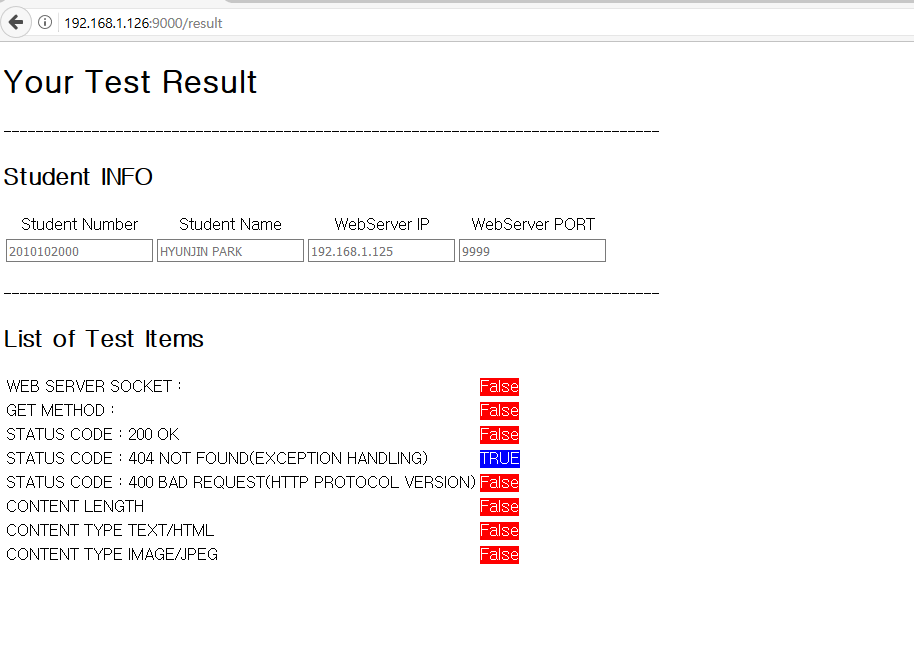 192.168.1.126:9000/result
Your Test Result
----------------------------------------------------------------------------------
Student INFO
Student Number Student Name WebServer IP WebServer PORT
2010102000 HYUNJIN PARK 192.168.1.125 9999
----------------------------------------------------------------------------------
List of Test Items
WEB SERVER SOCKET : False
GET METHOD : False
STATUS CODE : 200 OK False
STATUS CODE : 404 NOT FOUND(EXCEPTION HANDLING) TRUE
STATUS CODE : 400 BAD REQUEST(HTTP PROTOCOL VERSION) False
CONTENT LENGTH False
CONTENT TYPE TEXT/HTML False
CONTENT TYPE IMAGE/JPEG False